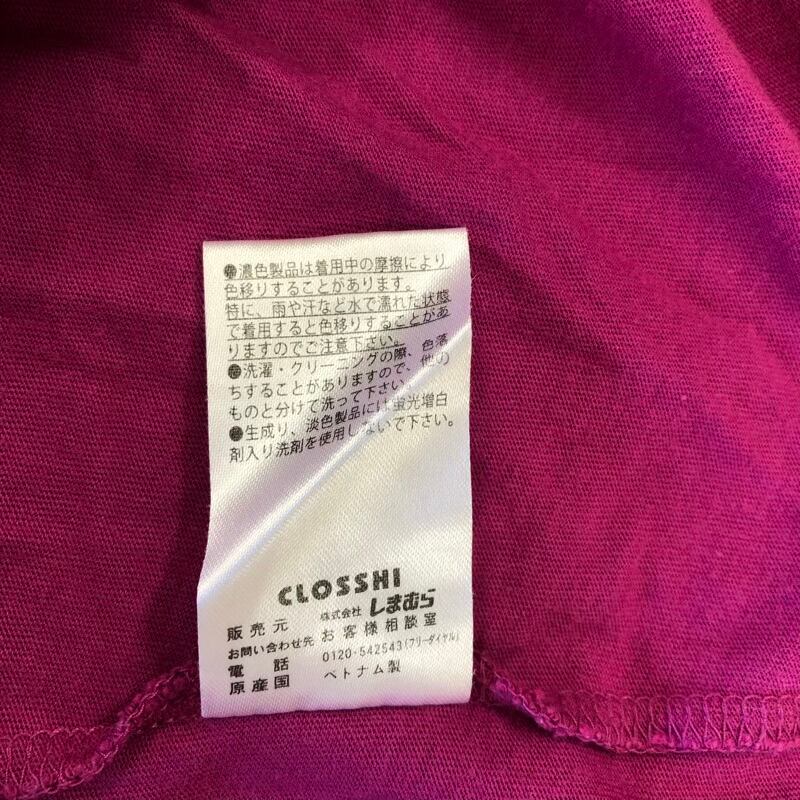 ●濃色製品は着用中の摩擦により
色移りすることがあります。
特に、雨や汗など水で濡れた状態
で着用すると色移りすることがあ
りますのでご注意下さい。
●洗濯・クリーニングの際、色落
ちすることがありますので、他の
ものと分けて洗って下さい。
●生成り、淡色製品には蛍光増白
剤入り洗剤を使用しないで下さい。
CLOSSHI
販売元 株式会社 しまむら
お問い合わせ先 お客様相談室
電話 0120-542543(フリーダイヤル)
原産国 ベトナム製